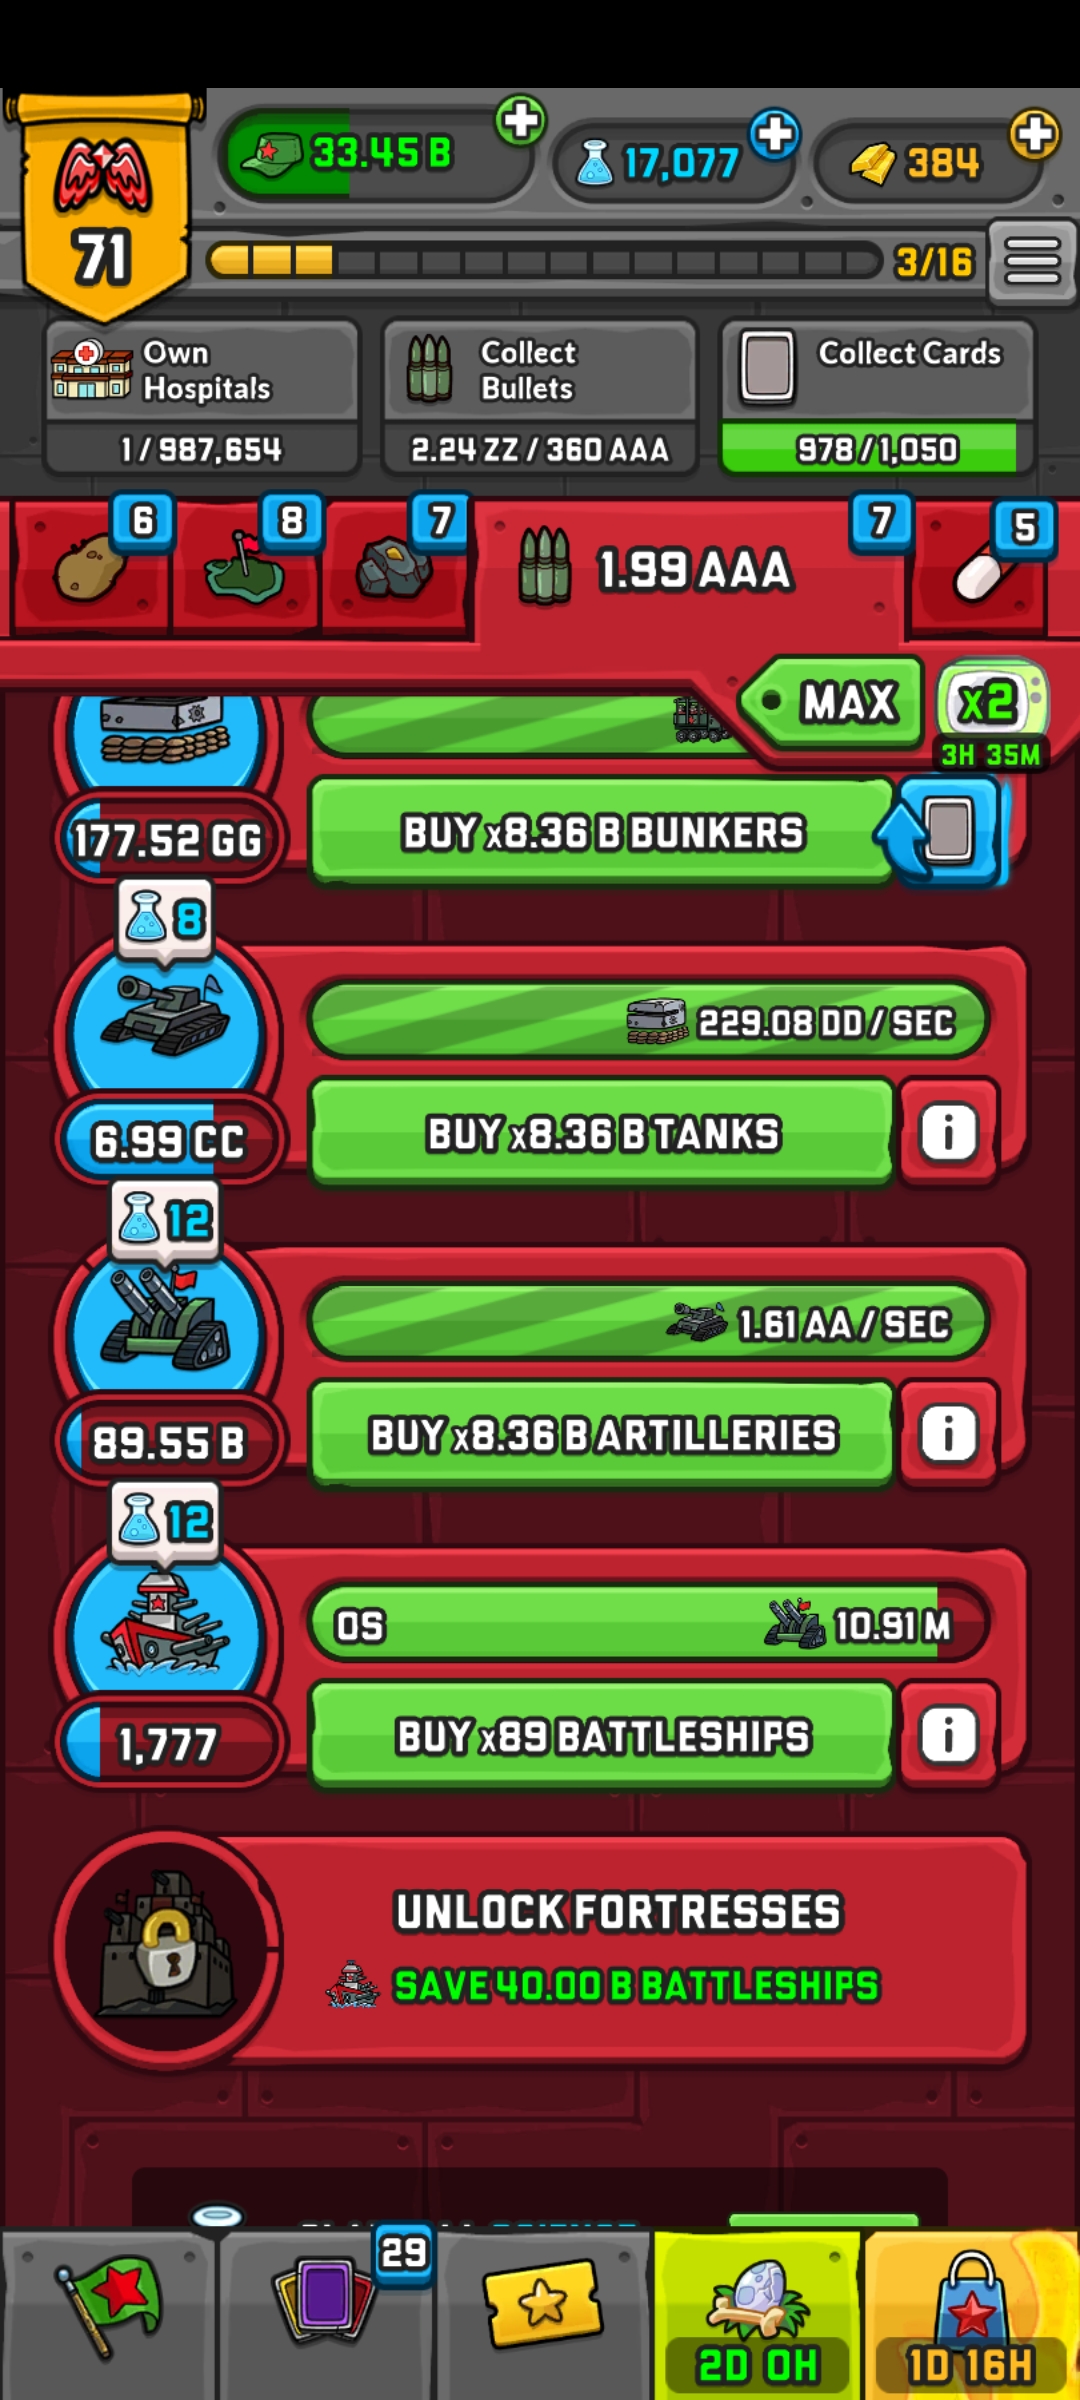 33.45 B
17,077
384
71
3/16
Own
Hospitals
1 / 987,654
Collect
Bullets
2.24 ZZ / 360 AAA
Collect Cards
978 / 1,050
6
8
7
1.99 AAA
7
5
MAX
x2
3H 35M
177.52 GG
BUY x8.36 B BUNKERS
8
229.08 DD / SEC
6.99 CC
BUY x8.36 B TANKS
i
12
1.61 AA / SEC
89.55 B
BUY x8.36 B ARTILLERIES
i
12
0S
10.91 M
1,777
BUY x89 BATTLESHIPS
i
UNLOCK FORTRESSES
SAVE 40.00 B BATTLESHIPS
29
2D 0H
1D 16H